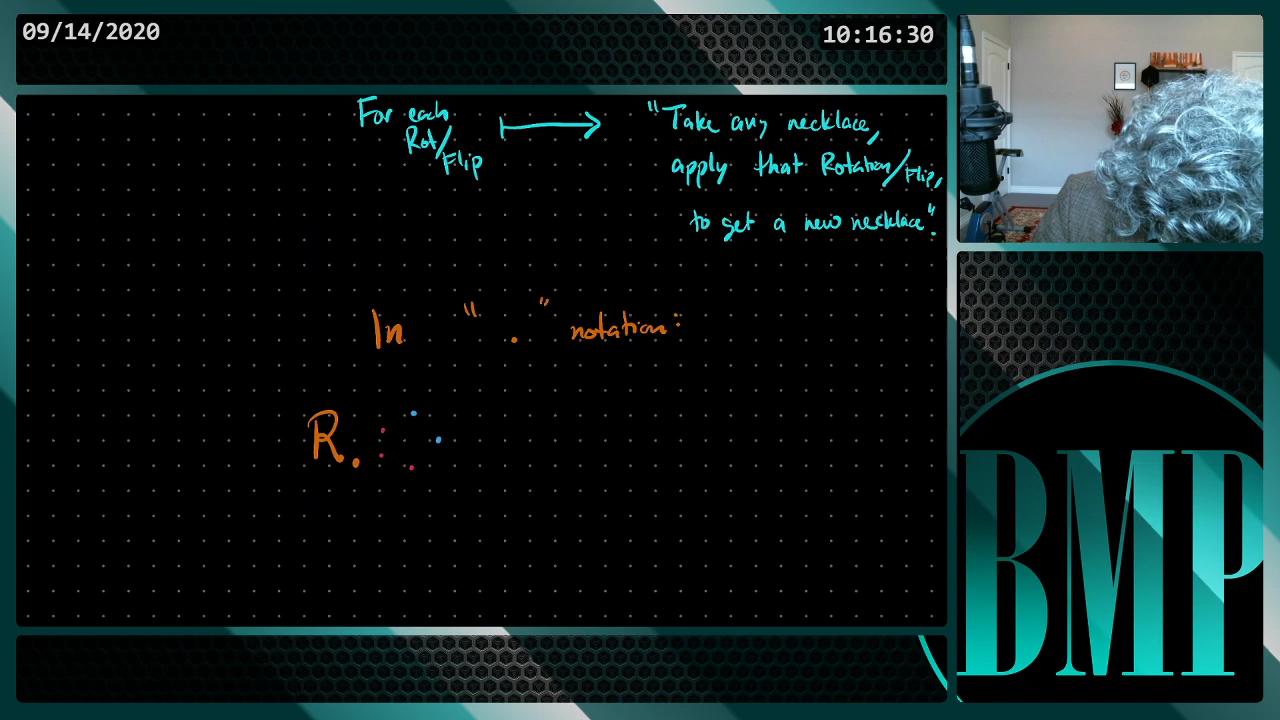 09/14/2020
10:16:30
For each
Rot/
Flip
"Take any necklace,
apply that Rotation/Flip,
to get a new necklace".
In " . " notation:
R.
BMP